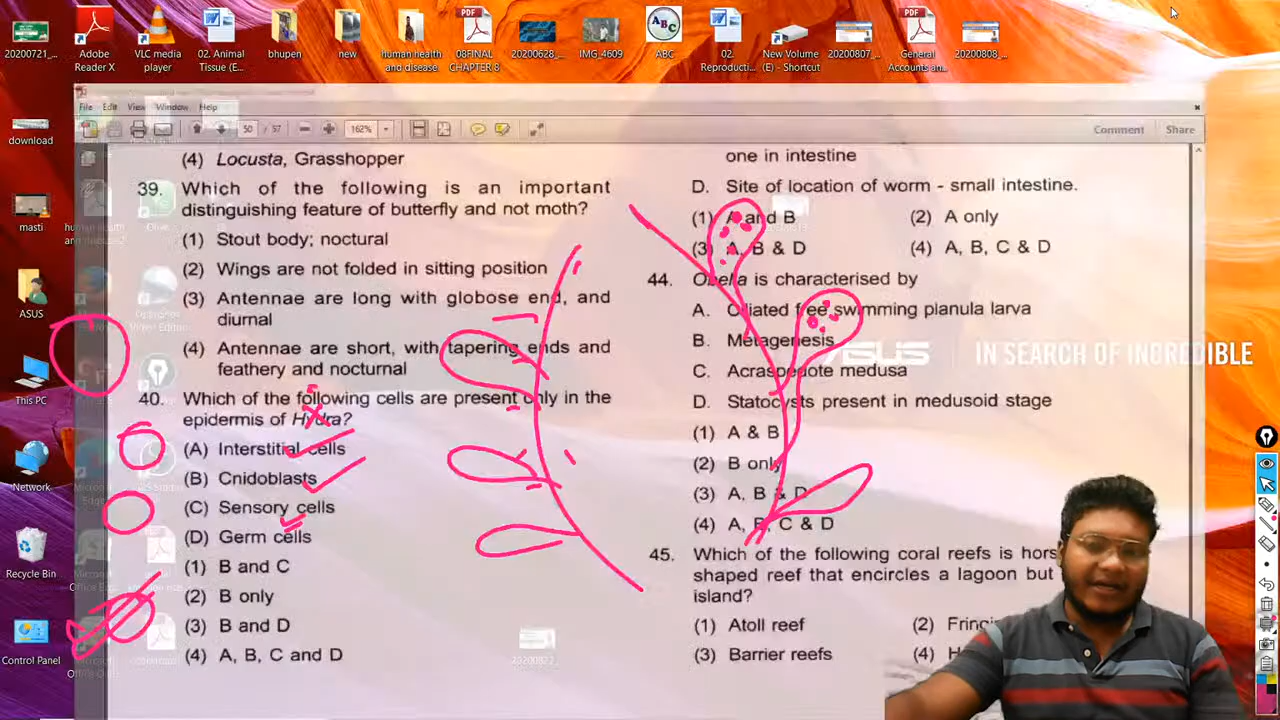 20200721_...
Adobe Reader X
VLC media player
02. Animal Tissue (E...
bhupen
new
human health and disease
08FINAL CHAPTER 8
20200628_...
IMG_4609
ABC
ABC
02. Reproducti...
New Volume (E) - Shortcut
20200807_...
General Accounts an...
20200808_...
PDF
PDF
download
masti
ASUS
This PC
Network
Recycle Bin
Control Panel
File Edit View Window Help
50 / 57
162%
Comment
Share
(4) Locusta, Grasshopper
39. Which of the following is an important
distinguishing feature of butterfly and not moth?
(1) Stout body; noctural
(2) Wings are not folded in sitting position
(3) Antennae are long with globose end, and
diurnal
(4) Antennae are short, with tapering ends and
feathery and nocturnal
40. Which of the following cells are present only in the
epidermis of Hydra?
(A) Interstitial cells
(B) Cnidoblasts
(C) Sensory cells
(D) Germ cells
(1) B and C
(2) B only
(3) B and D
(4) A, B, C and D
one in intestine
D. Site of location of worm - small intestine.
(1) A and B
(2) A only
(3) A, B & D
(4) A, B, C & D
44. Obelia is characterised by
A. Ciliated free swimming planula larva
B. Metagenesis
C. Acraspedote medusa
D. Statocysts present in medusoid stage
(1) A & B
(2) B only
(3) A, B & D
(4) A, B, C & D
45. Which of the following coral reefs is hors
shaped reef that encircles a lagoon but
island?
(1) Atoll reef
(2) Fringi
(3) Barrier reefs
(4) H
ASUS IN SEARCH OF INCREDIBLE